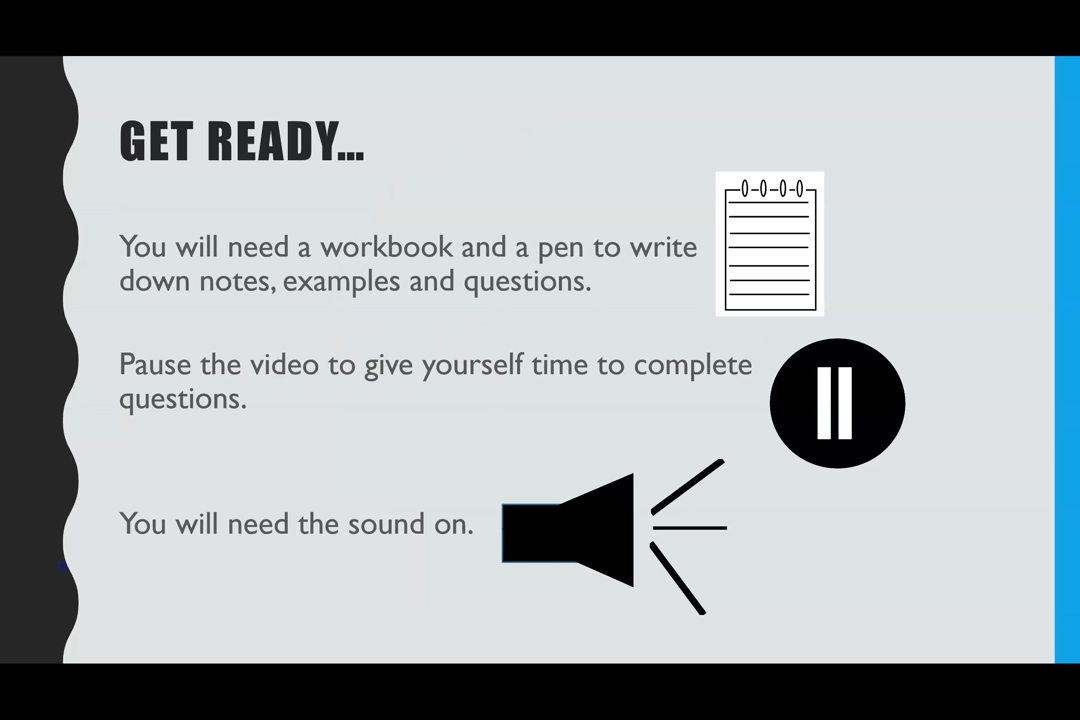 GET READY...
You will need a workbook and a pen to write
down notes, examples and questions.
Pause the video to give yourself time to complete
questions.
You will need the sound on.